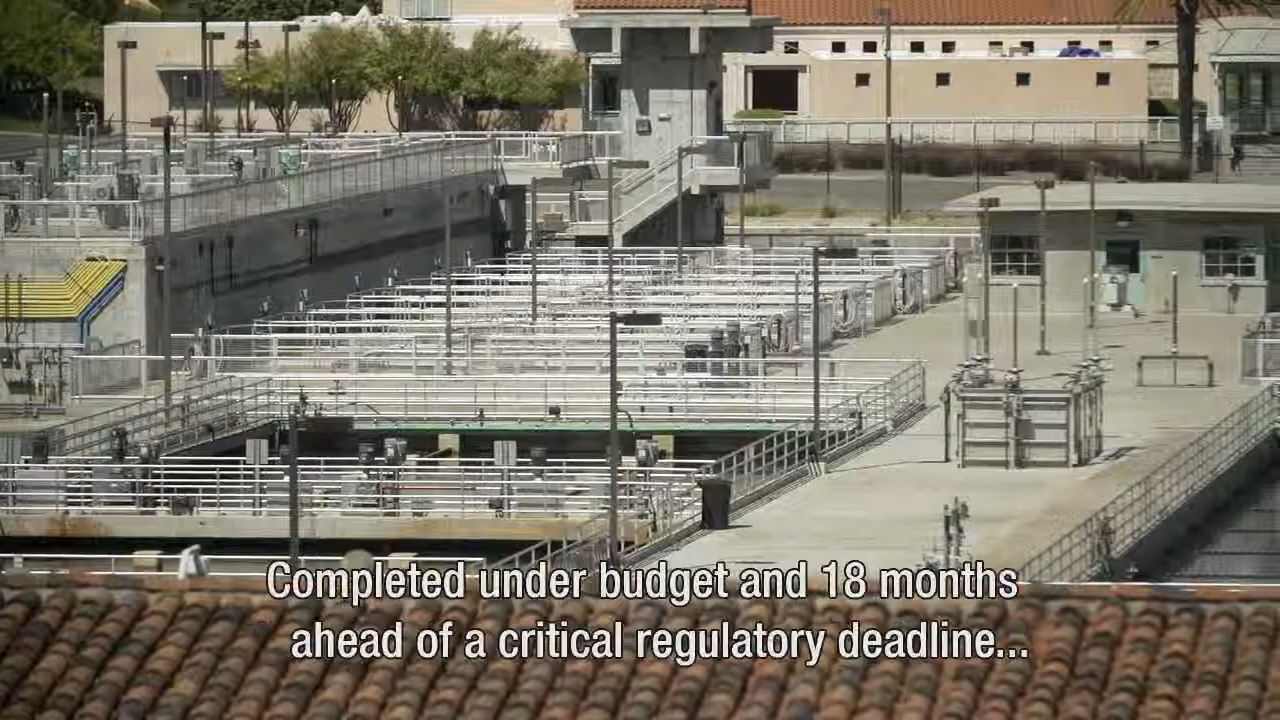 Completed under budget and 18 months
ahead of a critical regulatory deadline...